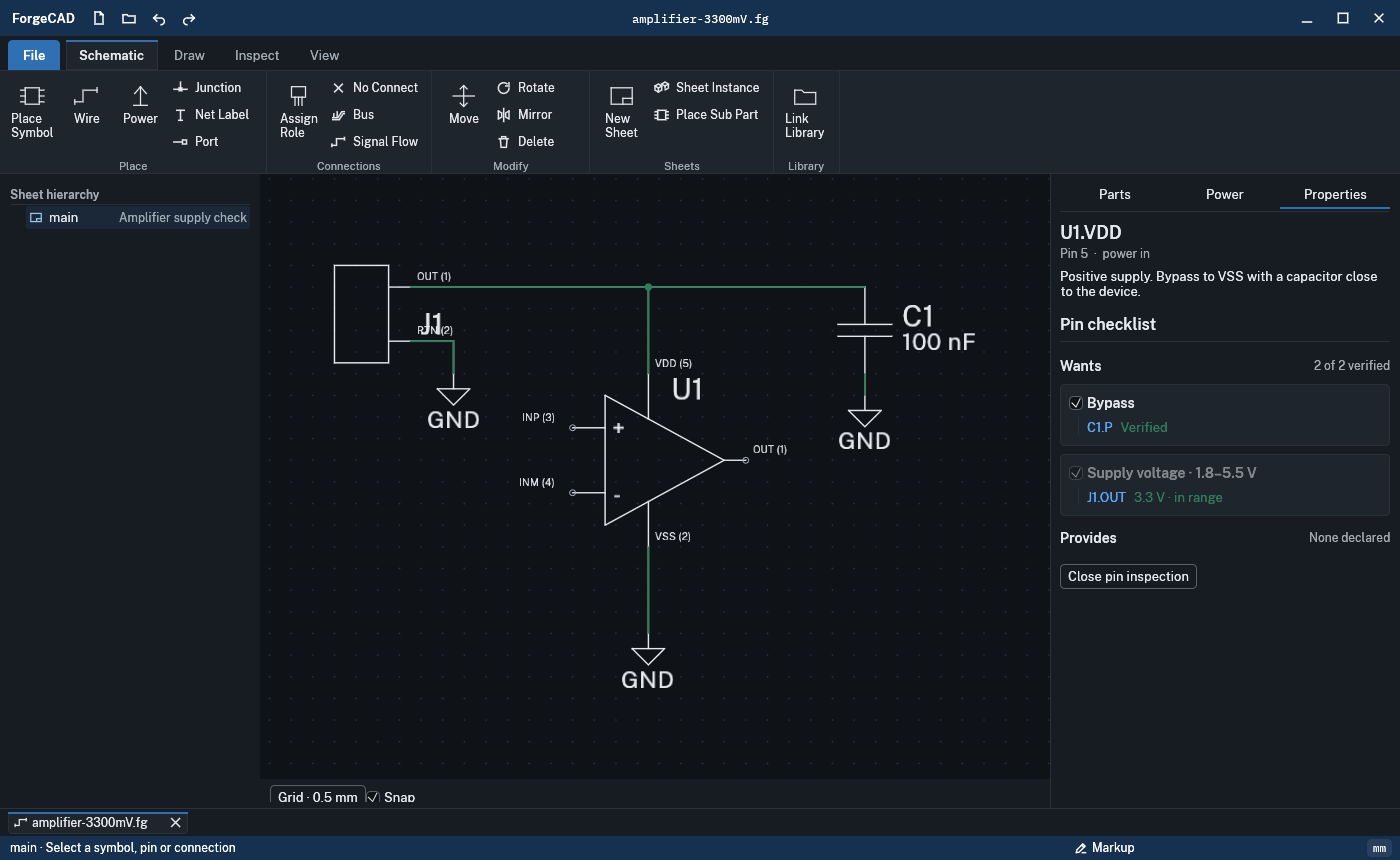 ForgeCAD
amplifier-3300mV.fg
File Schematic Draw Inspect View
Place Symbol
Wire
Power
Junction
Net Label
Port
Place
Assign Role
No Connect
Bus
Signal Flow
Connections
Move
Rotate
Mirror
Delete
Modify
New Sheet
Sheet Instance
Place Sub Part
Sheets
Link Library
Library
Sheet hierarchy
main Amplifier supply check
OUT (1)
J1
RTN (2)
GND
VDD (5)
U1
INP (3)
+
INM (4)
-
OUT (1)
VSS (2)
GND
C1
100 nF
GND
Grid · 0.5 mm Snap
Parts Power Properties
U1.VDD
Pin 5 · power in
Positive supply. Bypass to VSS with a capacitor close
to the device.
Pin checklist
Wants 2 of 2 verified
Bypass
C1.P Verified
Supply voltage · 1.8–5.5 V
J1.OUT 3.3 V · in range
Provides None declared
Close pin inspection
amplifier-3300mV.fg
main · Select a symbol, pin or connection
Markup
mm